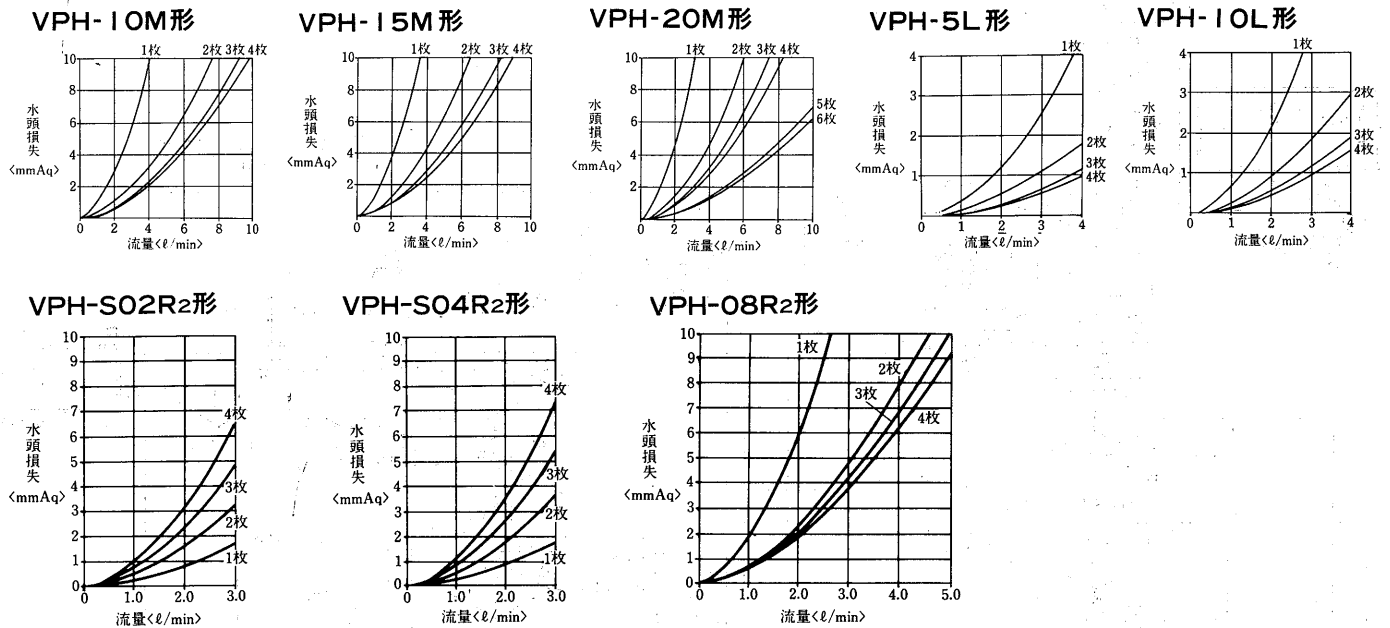 VPH-10M形
1枚 2枚 3枚 4枚
10
8
6
4
2
0 2 4 6 8 10
水頭損失
<mmAq>
流量<ℓ/min>
VPH-15M形
1枚 2枚 3枚 4枚
10
8
6
4
2
0 2 4 6 8 10
水頭損失
<mmAq>
流量<ℓ/min>
VPH-20M形
1枚 2枚 3枚 4枚
5枚
6枚
10
8
6
4
2
0 2 4 6 8 10
水頭損失
<mmAq>
流量<ℓ/min>
VPH-5L形
1枚
2枚
3枚
4枚
4
3
2
1
0 1 2 3 4
水頭損失
<mmAq>
流量<ℓ/min>
VPH-10L形
1枚
2枚
3枚
4枚
4
3
2
1
0 1 2 3 4
水頭損失
<mmAq>
流量<ℓ/min>
VPH-S02R2形
10
9
8
7
6
5
4
3
2
1
0
4枚
3枚
2枚
1枚
0 1.0 2.0 3.0
水頭損失
<mmAq>
流量<ℓ/min>
VPH-S04R2形
10
9
8
7
6
5
4
3
2
1
0
4枚
3枚
2枚
1枚
0 1.0 2.0 3.0
水頭損失
<mmAq>
流量<ℓ/min>
VPH-08R2形
10
9
8
7
6
5
4
3
2
1
0
1枚
2枚
3枚
4枚
0 1.0 2.0 3.0 4.0 5.0
水頭損失
<mmAq>
流量<ℓ/min>